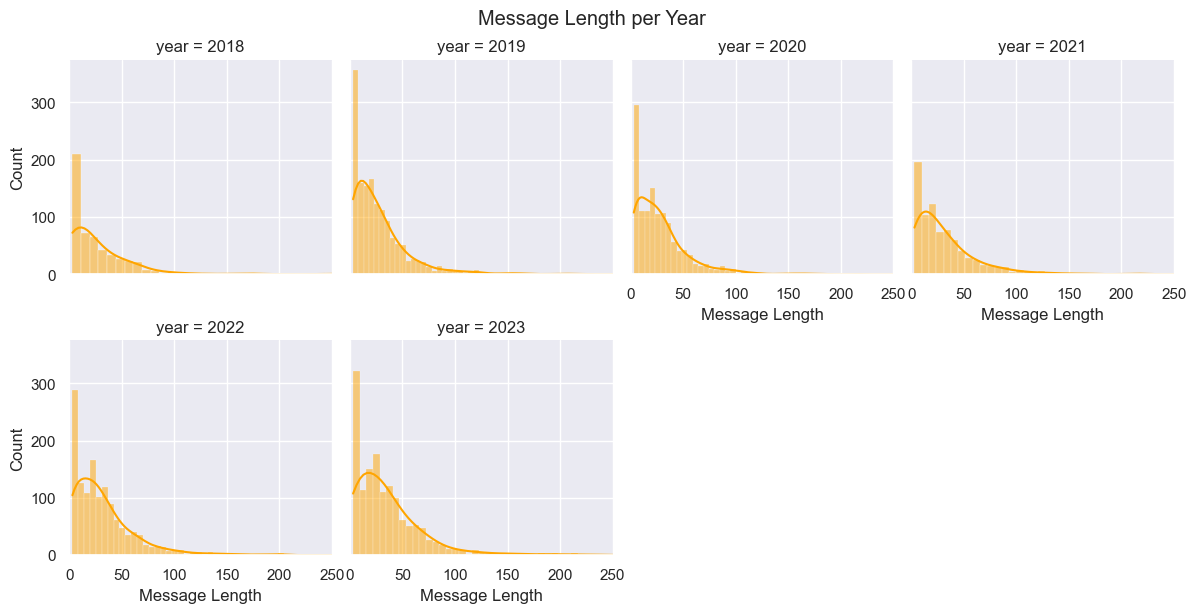 Message Length per Year
year = 2018
year = 2019
year = 2020
year = 2021
300
200
100
0
Count
0 50 100 150 200 250
Message Length
0 50 100 150 200 250
Message Length
year = 2022
year = 2023
300
200
100
0
Count
0 50 100 150 200 250
Message Length
0 50 100 150 200 250
Message Length